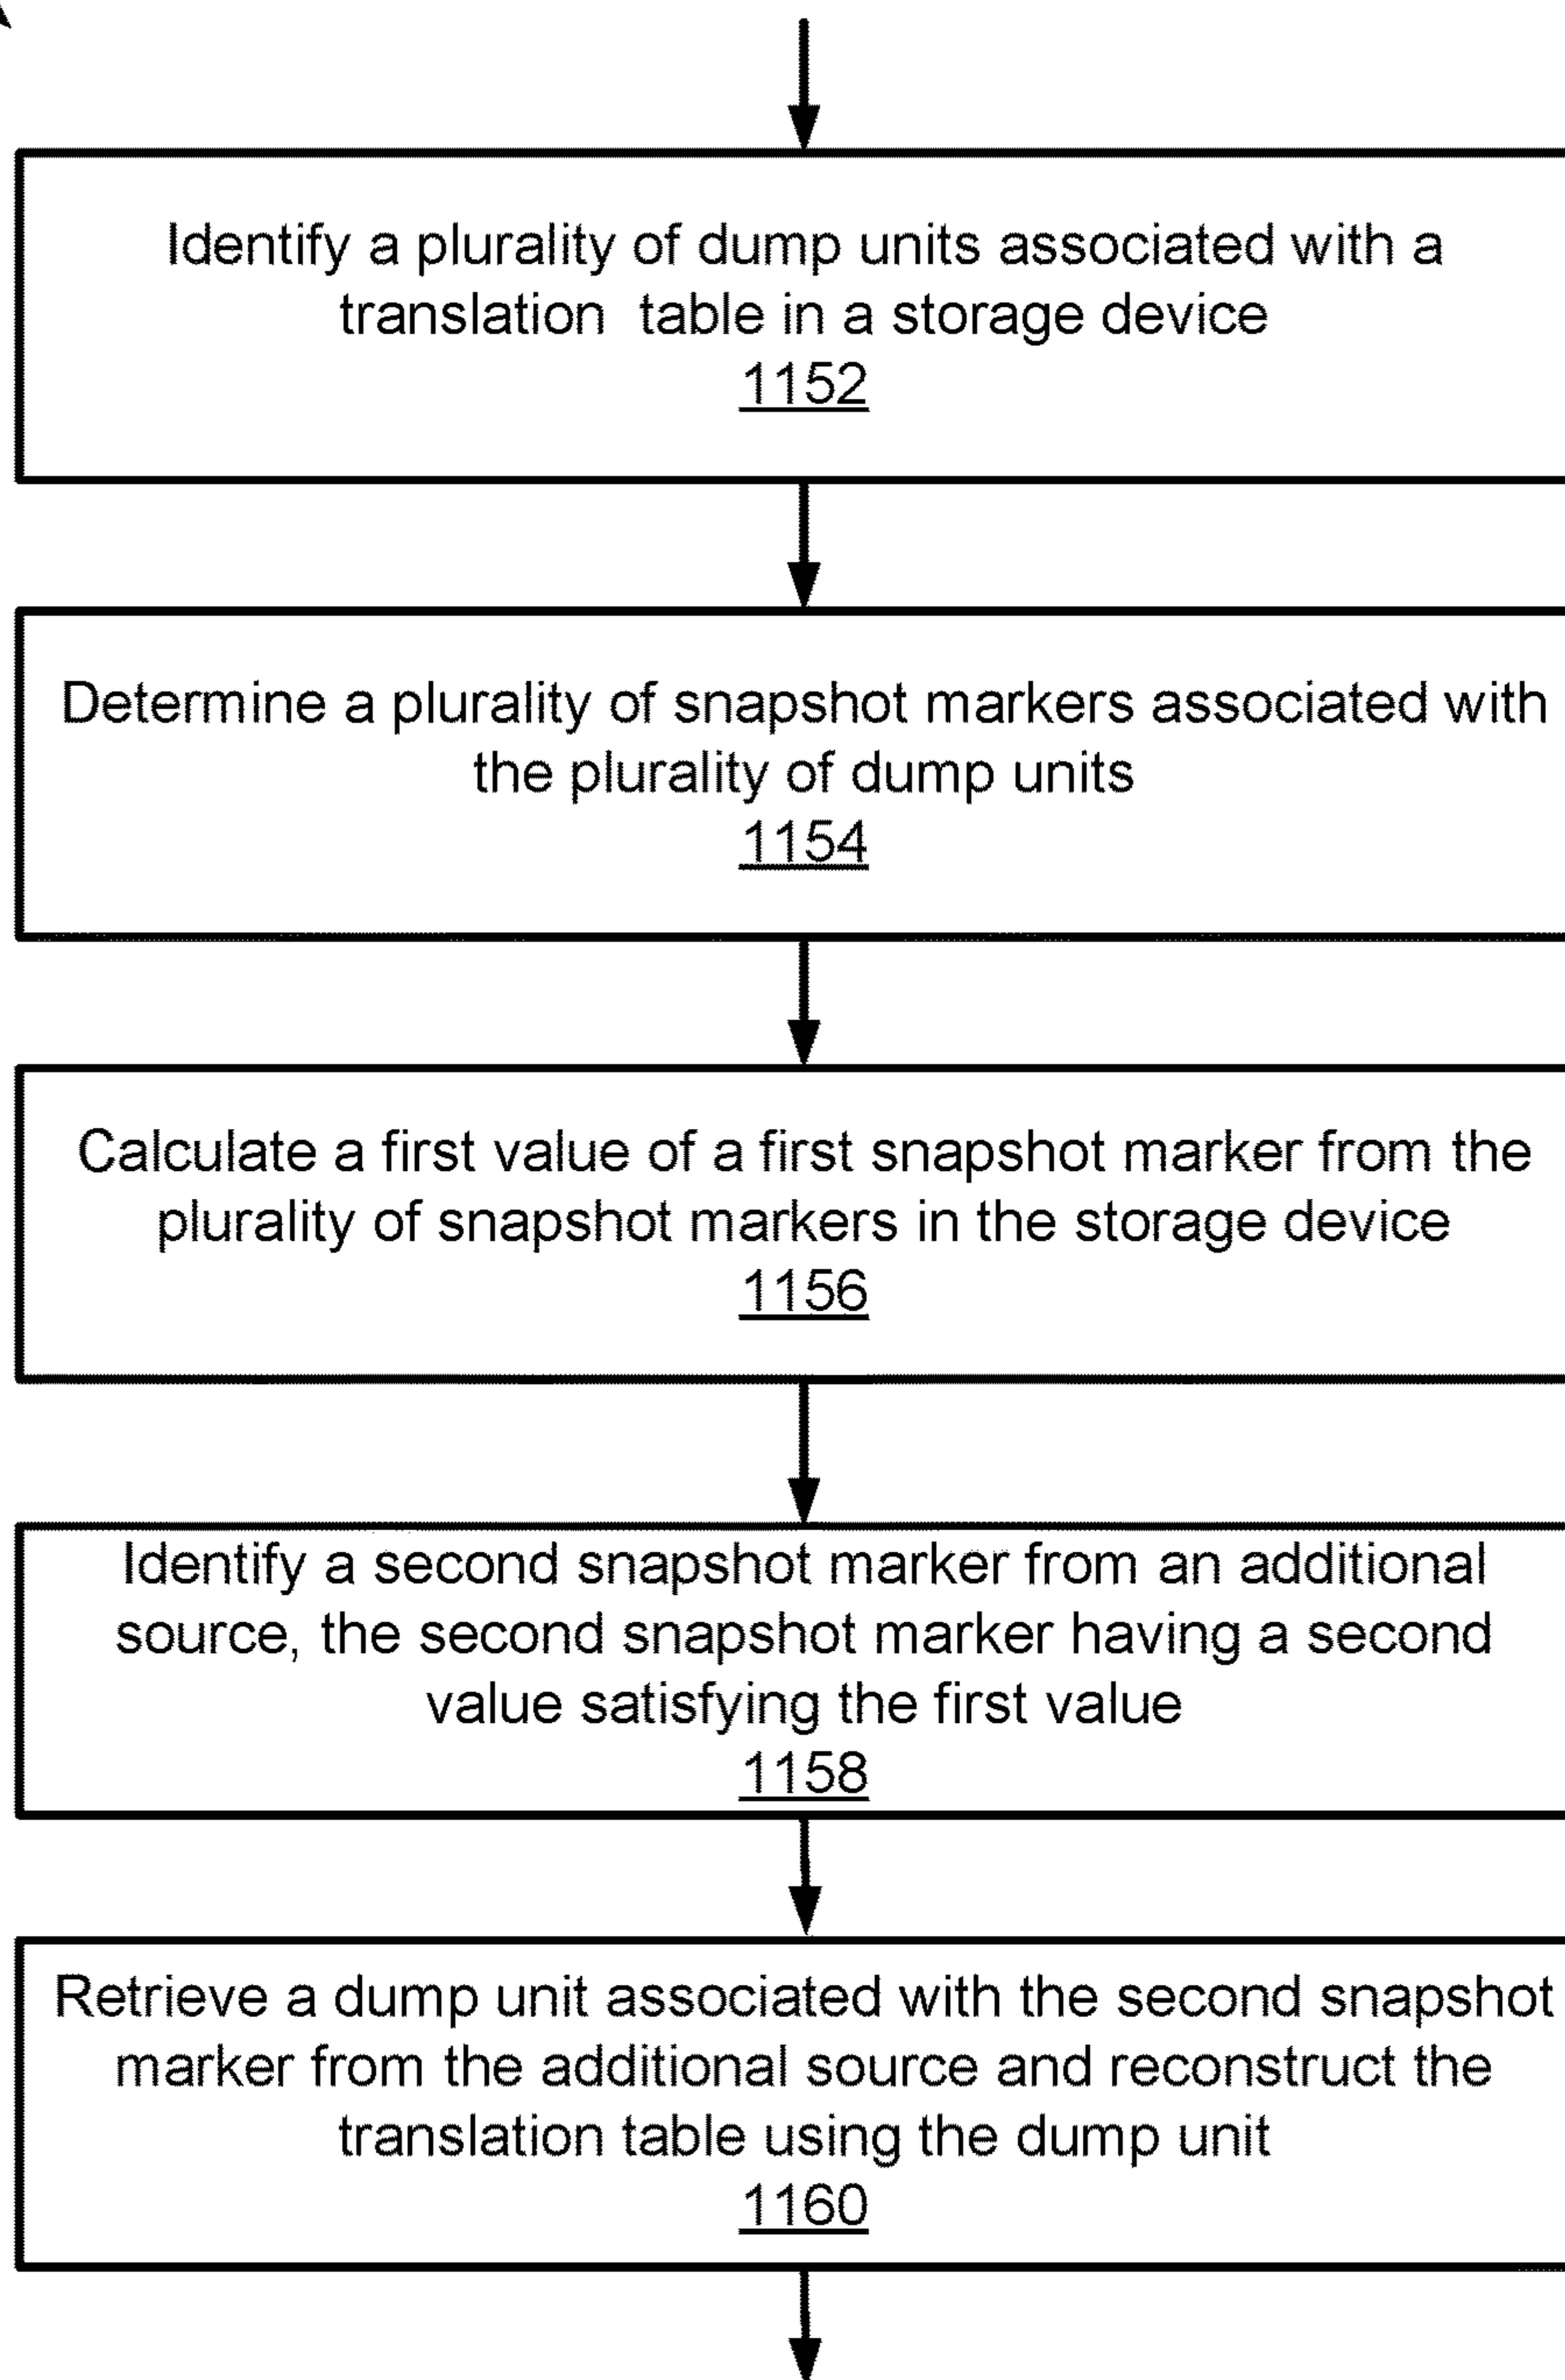 Identify a plurality of dump units associated with a
translation table in a storage device
1152
Determine a plurality of snapshot markers associated with
the plurality of dump units
1154
Calculate a first value of a first snapshot marker from the
plurality of snapshot markers in the storage device
1156
Identify a second snapshot marker from an additional
source, the second snapshot marker having a second
value satisfying the first value
1158
Retrieve a dump unit associated with the second snapshot
marker from the additional source and reconstruct the
translation table using the dump unit
1160